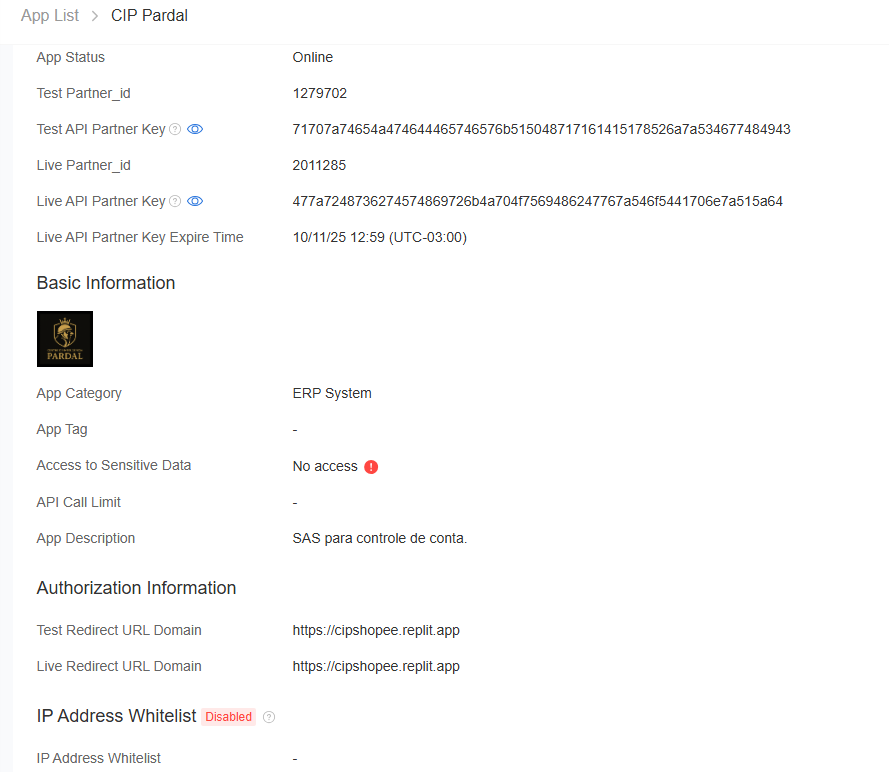 App List > CIP Pardal
App Status Online
Test Partner_id 1279702
Test API Partner Key 71707a74654a474644465746576b515048717161415178526a7a534677484943
Live Partner_id 2011285
Live API Partner Key 477a7248736274574869726b4a704f7569486247767a546f5441706e7a515a64
Live API Partner Key Expire Time 10/11/25 12:59 (UTC-03:00)
Basic Information
PARDAL
App Category ERP System
App Tag -
Access to Sensitive Data No access
API Call Limit -
App Description SAS para controle de conta.
Authorization Information
Test Redirect URL Domain https://cipshopee.replit.app
Live Redirect URL Domain https://cipshopee.replit.app
IP Address Whitelist Disabled
IP Address Whitelist -